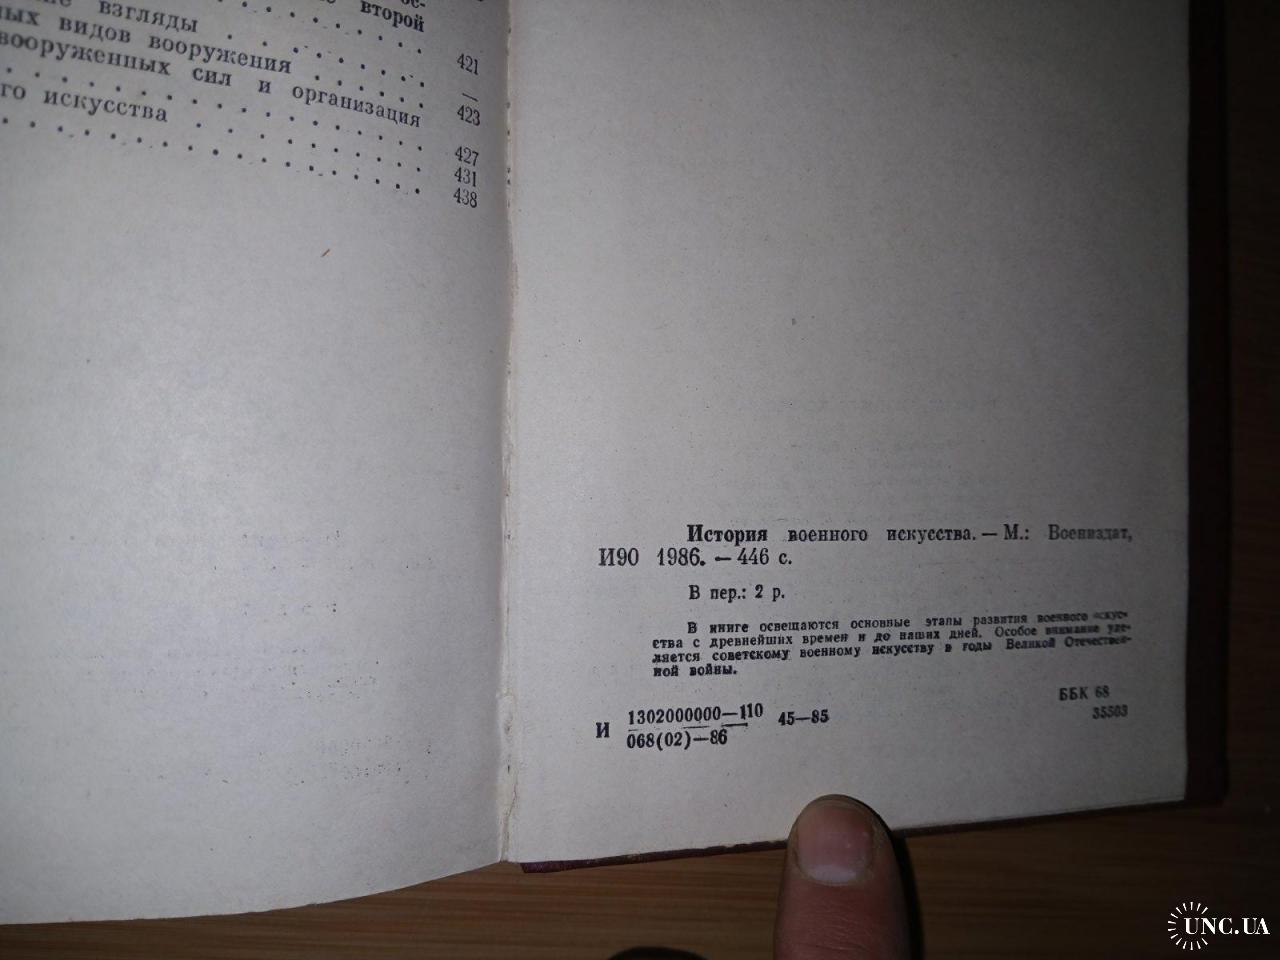 второй
взгляды
421
ных видов вооружения
—
вооруженных сил и организация
423
427
го искусства
431
438
История военного искусства. — М.: Воениздат,
И90 1986. — 446 с.
В пер.: 2 р.
В книге освещаются основные этапы развития военного искус-
ства с древнейших времен и до наших дней. Особое внимание уде-
ляется советскому военному искусству в годы Великой Отечествен-
ной войны.
И 1302000000—110 45—85
068(02)—86
ББК 68
35503
UNC.UA